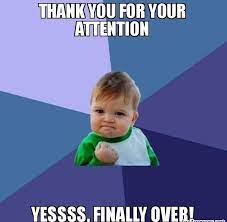 THANK YOU FOR YOUR
ATTENTION
YESSSS, FINALLY OVER!